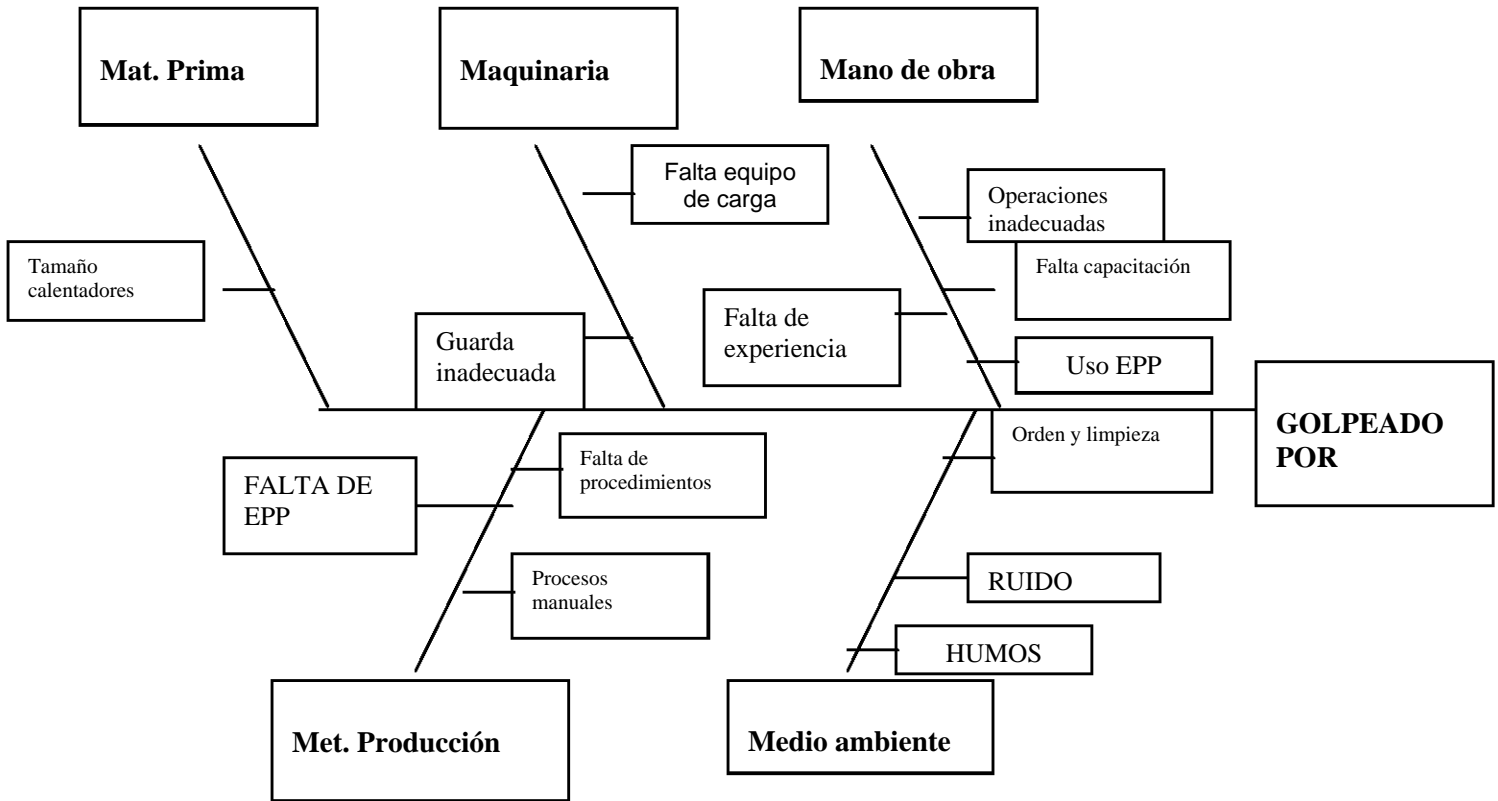 Mat. Prima
Maquinaria
Mano de obra
Falta equipo
de carga
Operaciones
inadecuadas
Tamaño
calentadores
Falta capacitación
Guarda
inadecuada
Falta de
experiencia
Uso EPP
GOLPEADO
POR
Orden y limpieza
Falta de
procedimientos
FALTA DE
EPP
Procesos
manuales
RUIDO
HUMOS
Met. Producción
Medio ambiente